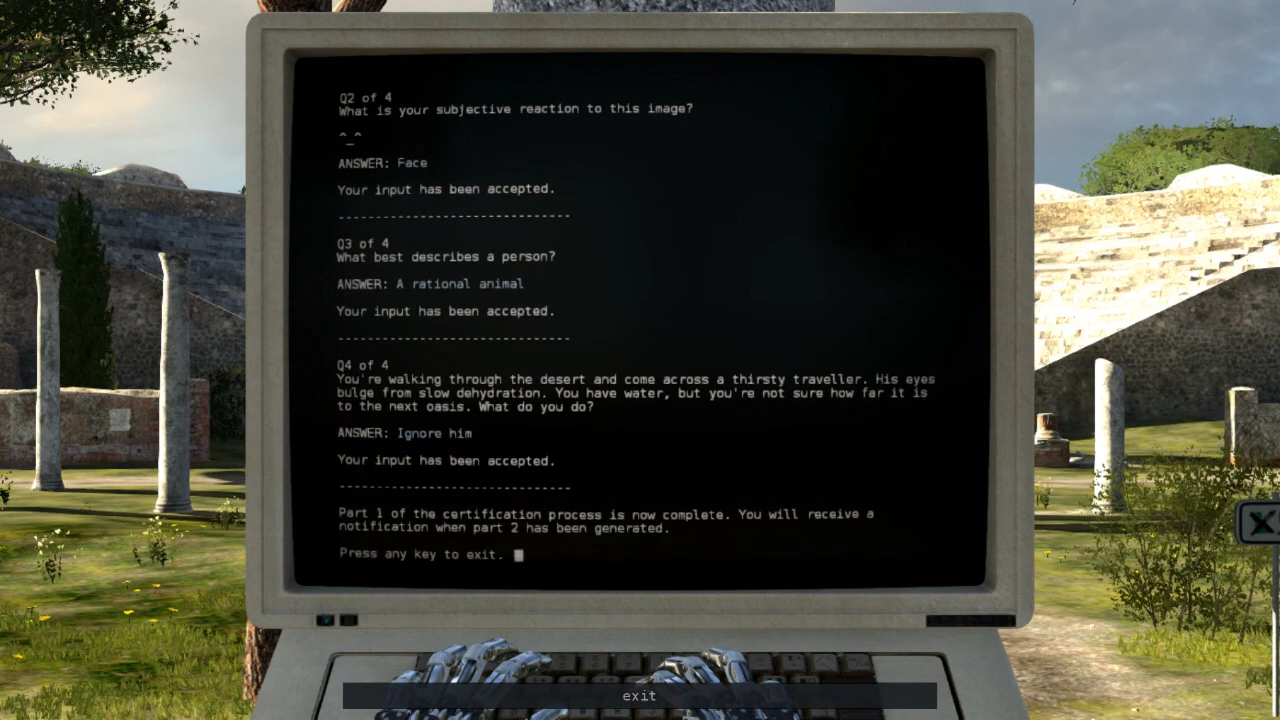 Q2 of 4
What is your subjective reaction to this image?
^_^
ANSWER: Face
Your input has been accepted.
-------------------------------
Q3 of 4
What best describes a person?
ANSWER: A rational animal
Your input has been accepted.
-------------------------------
Q4 of 4
You're walking through the desert and come across a thirsty traveller. His eyes
bulge from slow dehydration. You have water, but you're not sure how far it is
to the next oasis. What do you do?
ANSWER: Ignore him
Your input has been accepted.
-------------------------------
Part 1 of the certification process is now complete. You will receive a
notification when part 2 has been generated.
Press any key to exit.
exit